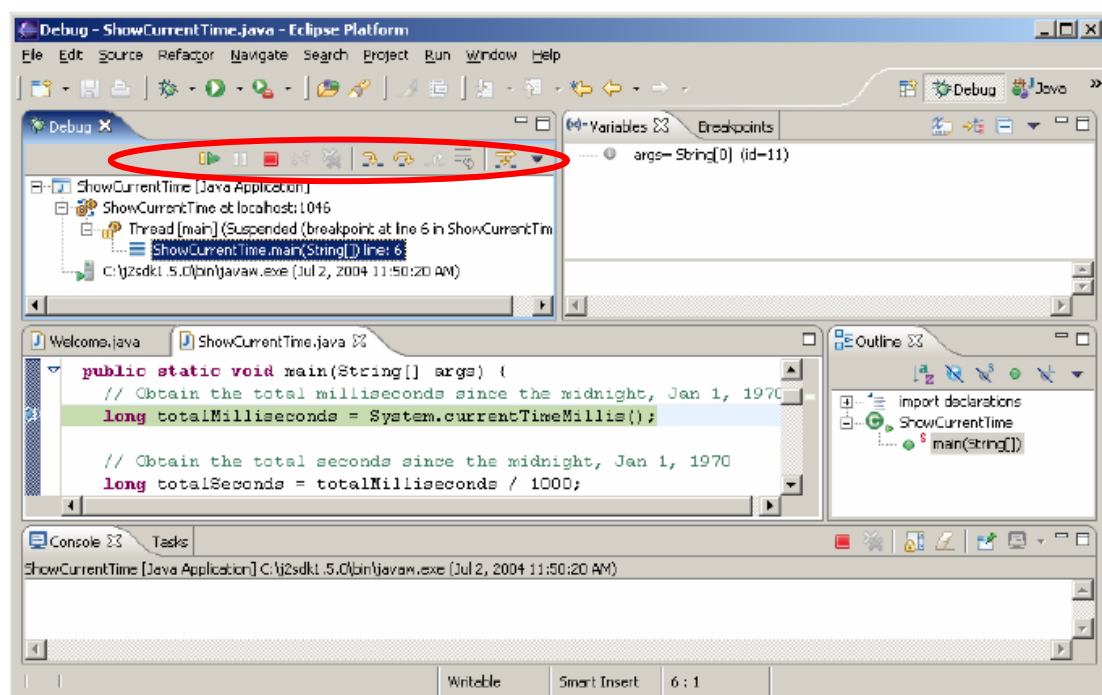 Debug - ShowCurrentTime.java - Eclipse Platform
File Edit Source Refactor Navigate Search Project Run Window Help
Debug Java »
Debug
Variables Breakpoints
args= String[0] (id=11)
ShowCurrentTime [Java Application]
ShowCurrentTime at localhost:1046
Thread [main] (Suspended (breakpoint at line 6 in ShowCurrentTim
ShowCurrentTime.main(String[]) line: 6
C:\j2sdk1.5.0\bin\javaw.exe (Jul 2, 2004 11:50:20 AM)
Welcome.java ShowCurrentTime.java
Outline
public static void main(String[] args) {
// Obtain the total milliseconds since the midnight, Jan 1, 1970
long totalMilliseconds = System.currentTimeMillis();
// Obtain the total seconds since the midnight, Jan 1, 1970
long totalSeconds = totalMilliseconds / 1000;
import declarations
ShowCurrentTime
main(String[])
Console Tasks
ShowCurrentTime [Java Application] C:\j2sdk1.5.0\bin\javaw.exe (Jul 2, 2004 11:50:20 AM)
Writable Smart Insert 6 : 1